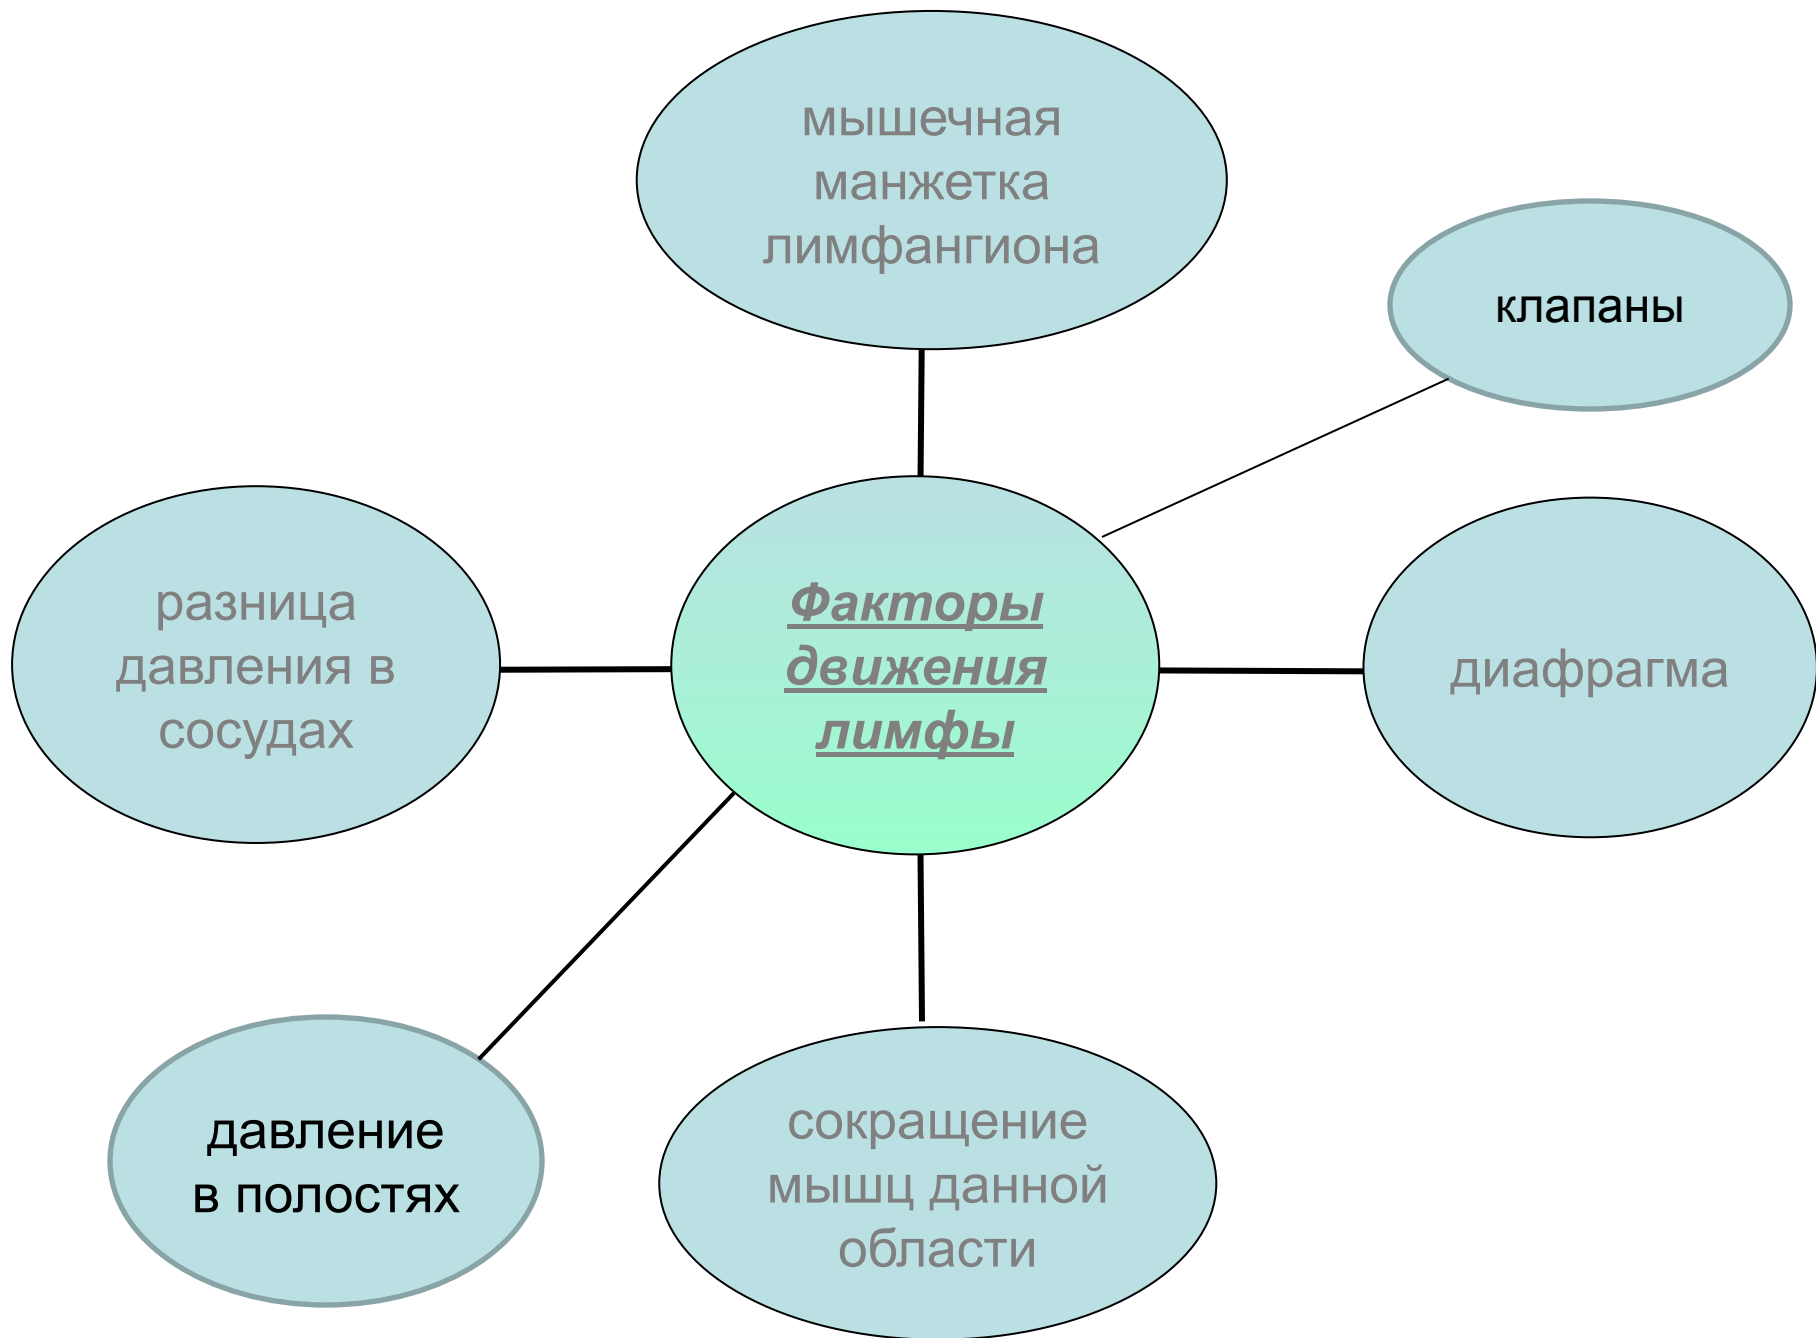 мышечная
манжетка
лимфангиона
клапаны
разница
давления в
сосудах
Факторы
движения
лимфы
диафрагма
давление
в полостях
сокращение
мышц данной
области